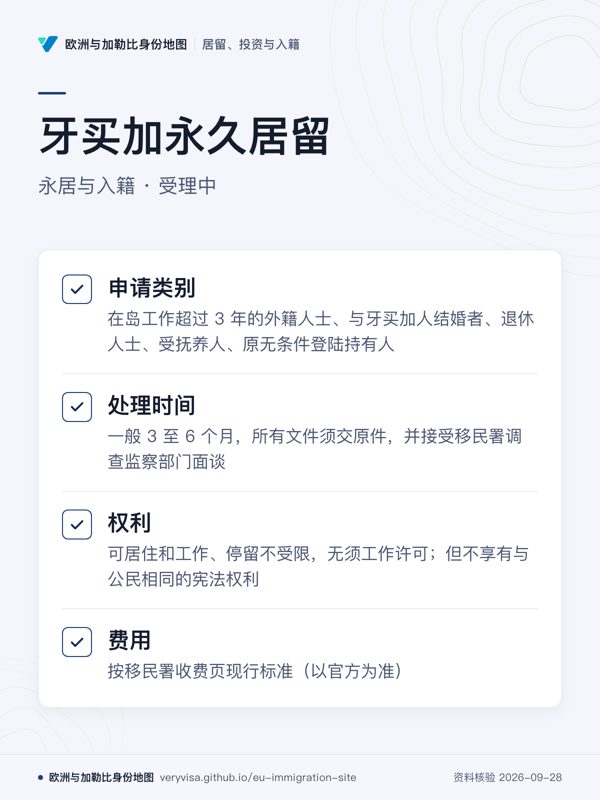 欧洲与加勒比身份地图 居留、投资与入籍
牙买加永久居留
永居与入籍 · 受理中
申请类别
在岛工作超过 3 年的外籍人士、与牙买加人结婚者、退休
人士、受抚养人、原无条件登陆持有人
处理时间
一般 3 至 6 个月，所有文件须交原件，并接受移民署调
查监察部门面谈
权利
可居住和工作、停留不受限，无须工作许可；但不享有与
公民相同的宪法权利
费用
按移民署收费页现行标准（以官方为准）
欧洲与加勒比身份地图 veryvisa.github.io/eu-immigration-site 资料核验 2026-09-28